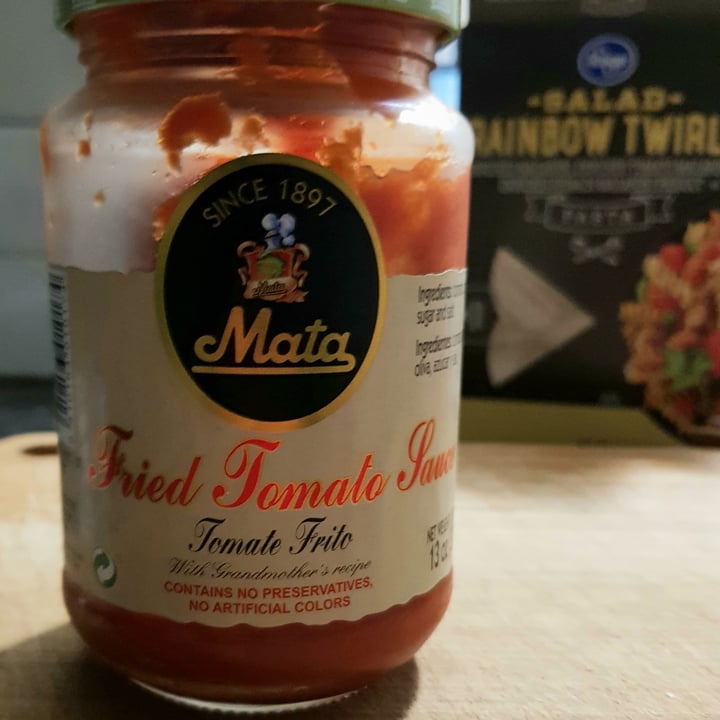 SINCE 1897
Mata
Mata
Fried Tomato Sauce
Tomate Frito
With Grandmother's recipe
CONTAINS NO PRESERVATIVES,
NO ARTIFICIAL COLORS
Ingredients
sugar and salt
Ingredientes
oliva, azúcar y
NET WEIGHT
13
Kroger
-SALAD-
RAINBOW TWIRL
PASTA